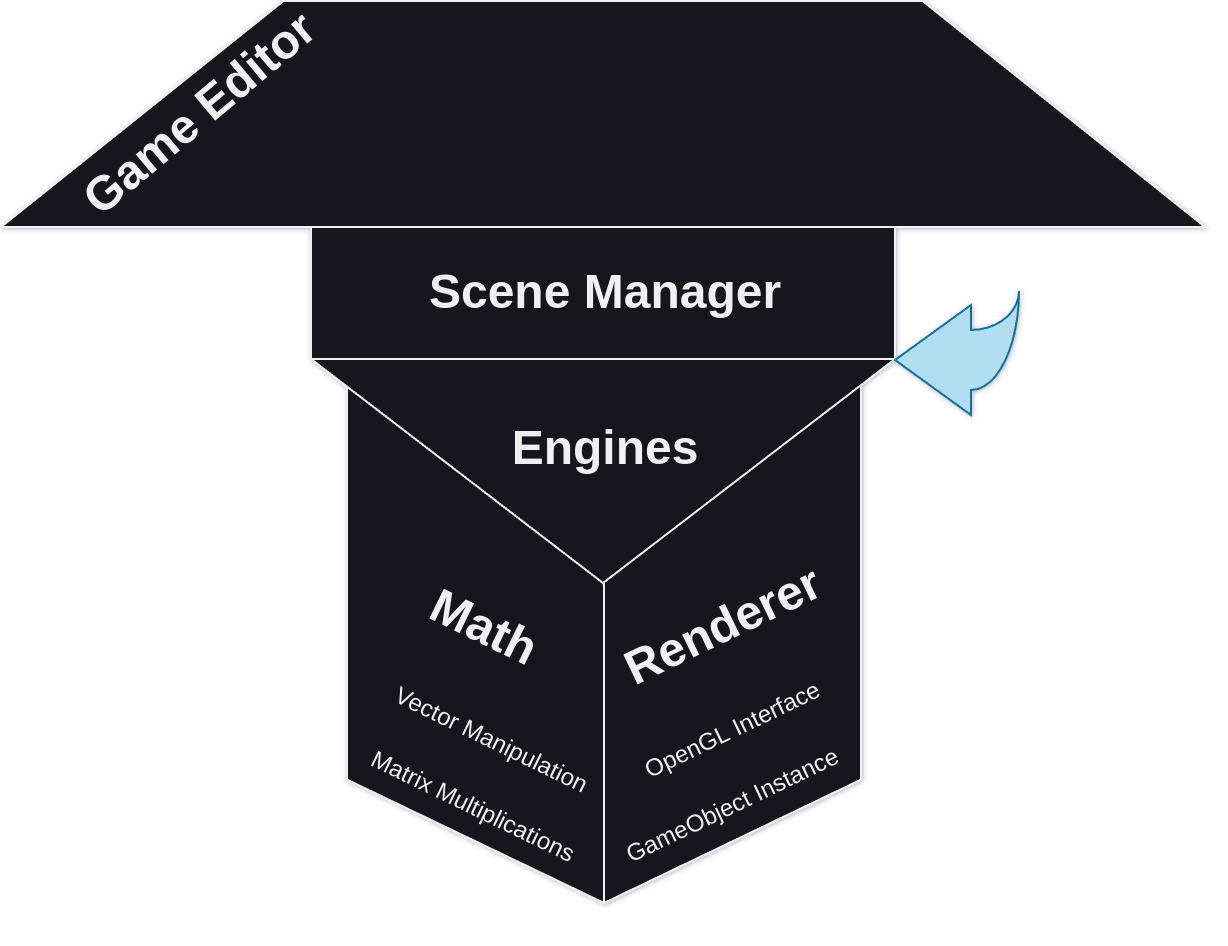 Game Editor
Scene Manager
Engines
Math
Vector Manipulation
Matrix Multiplications
Renderer
OpenGL Interface
GameObject Instance